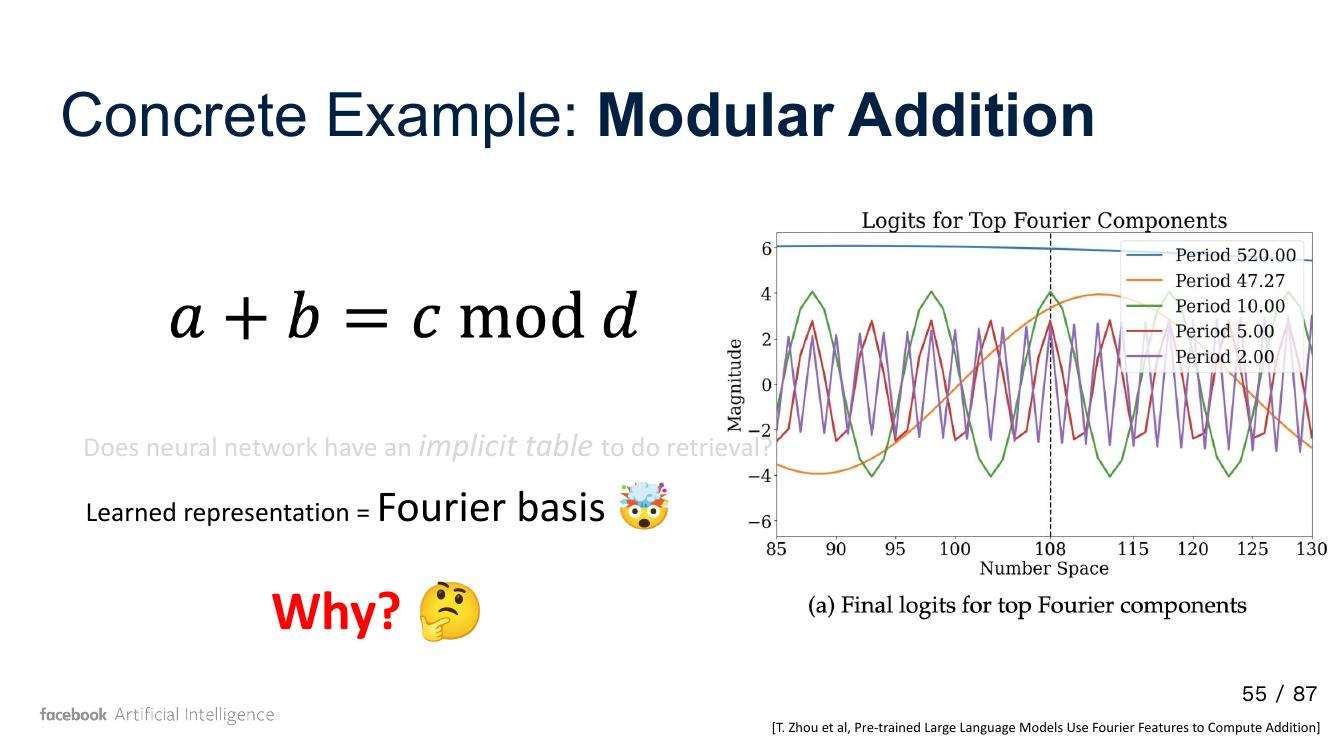 Concrete Example: Modular Addition
a + b = c mod d
Does neural network have an implicit table to do retrieval?
Learned representation = Fourier basis 🤯
Why? 🤔
Logits for Top Fourier Components
Magnitude
6
4
2
0
−2
−4
−6
Period 520.00
Period 47.27
Period 10.00
Period 5.00
Period 2.00
85 90 95 100 108 115 120 125 130
Number Space
(a) Final logits for top Fourier components
55 / 87
facebook Artificial Intelligence
[T. Zhou et al, Pre-trained Large Language Models Use Fourier Features to Compute Addition]